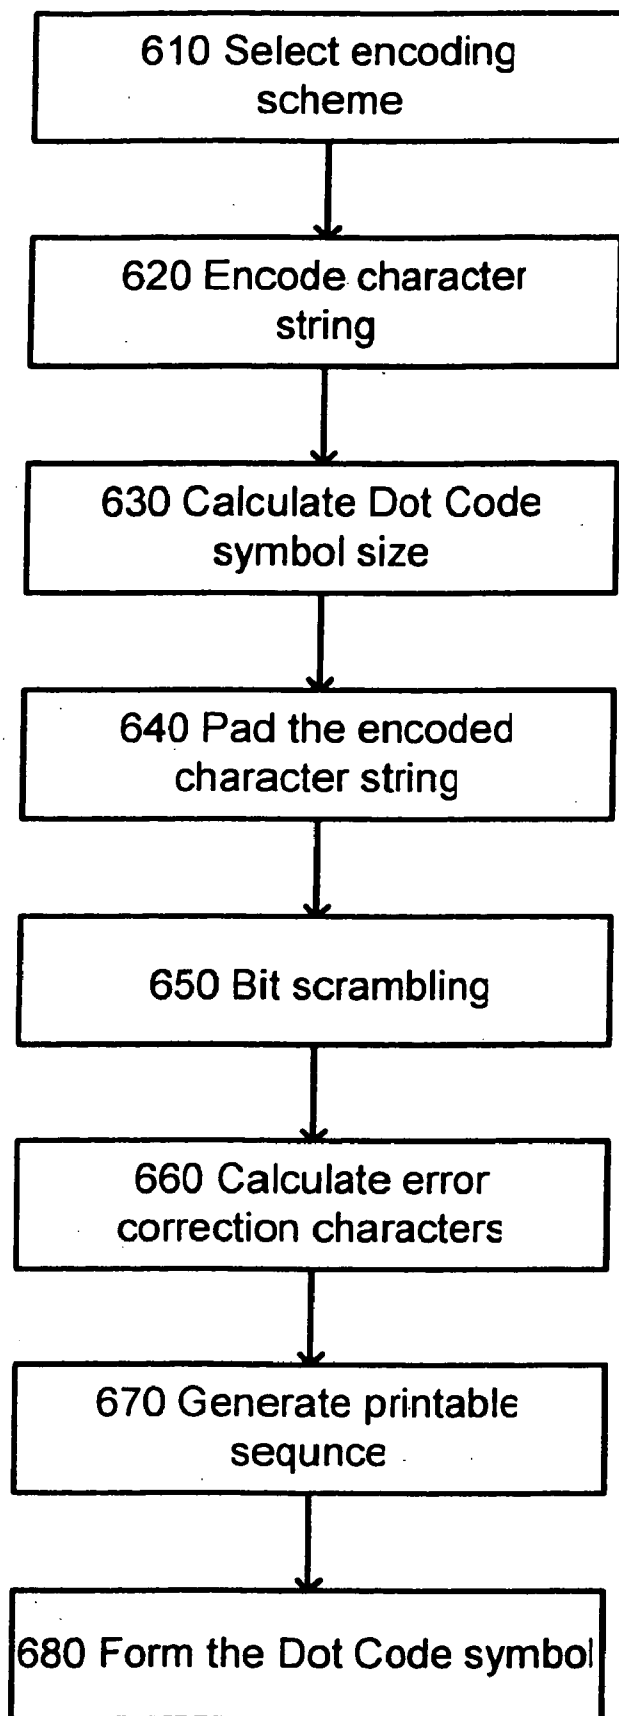 610 Select encoding
scheme
620 Encode character
string
630 Calculate Dot Code
symbol size
640 Pad the encoded
character string
650 Bit scrambling
660 Calculate error
correction characters
670 Generate printable
sequnce
680 Form the Dot Code symbol